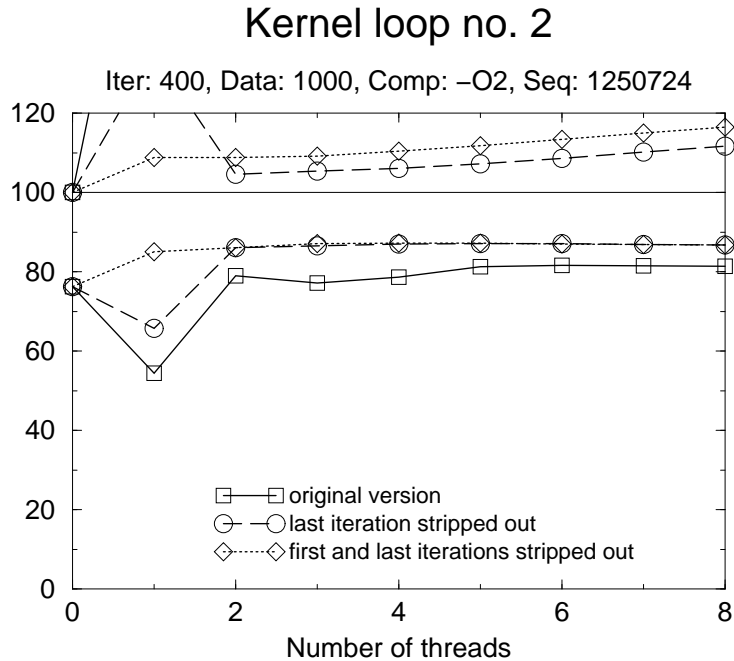 Kernel loop no. 2
Iter: 400, Data: 1000, Comp: −O2, Seq: 1250724
120
100
80
60
40
20
0
original version
last iteration stripped out
first and last iterations stripped out
0 2 4 6 8
Number of threads